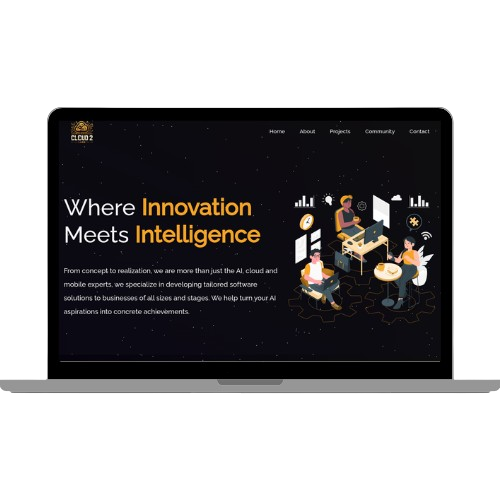 CLOUD 2
Home About Projects Community Contact
Where Innovation
Meets Intelligence
From concept to realization, we are more than just the AI, cloud and
mobile experts, we specialize in developing tailored software
solutions to businesses of all sizes and stages. We help turn your AI
aspirations into concrete achievements.